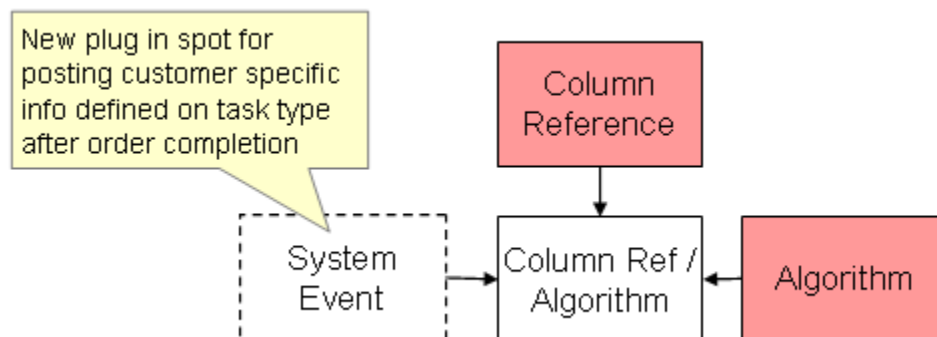 New plug in spot for
posting customer specific
info defined on task type
after order completion
Column
Reference
System
Event
Column Ref /
Algorithm
Algorithm